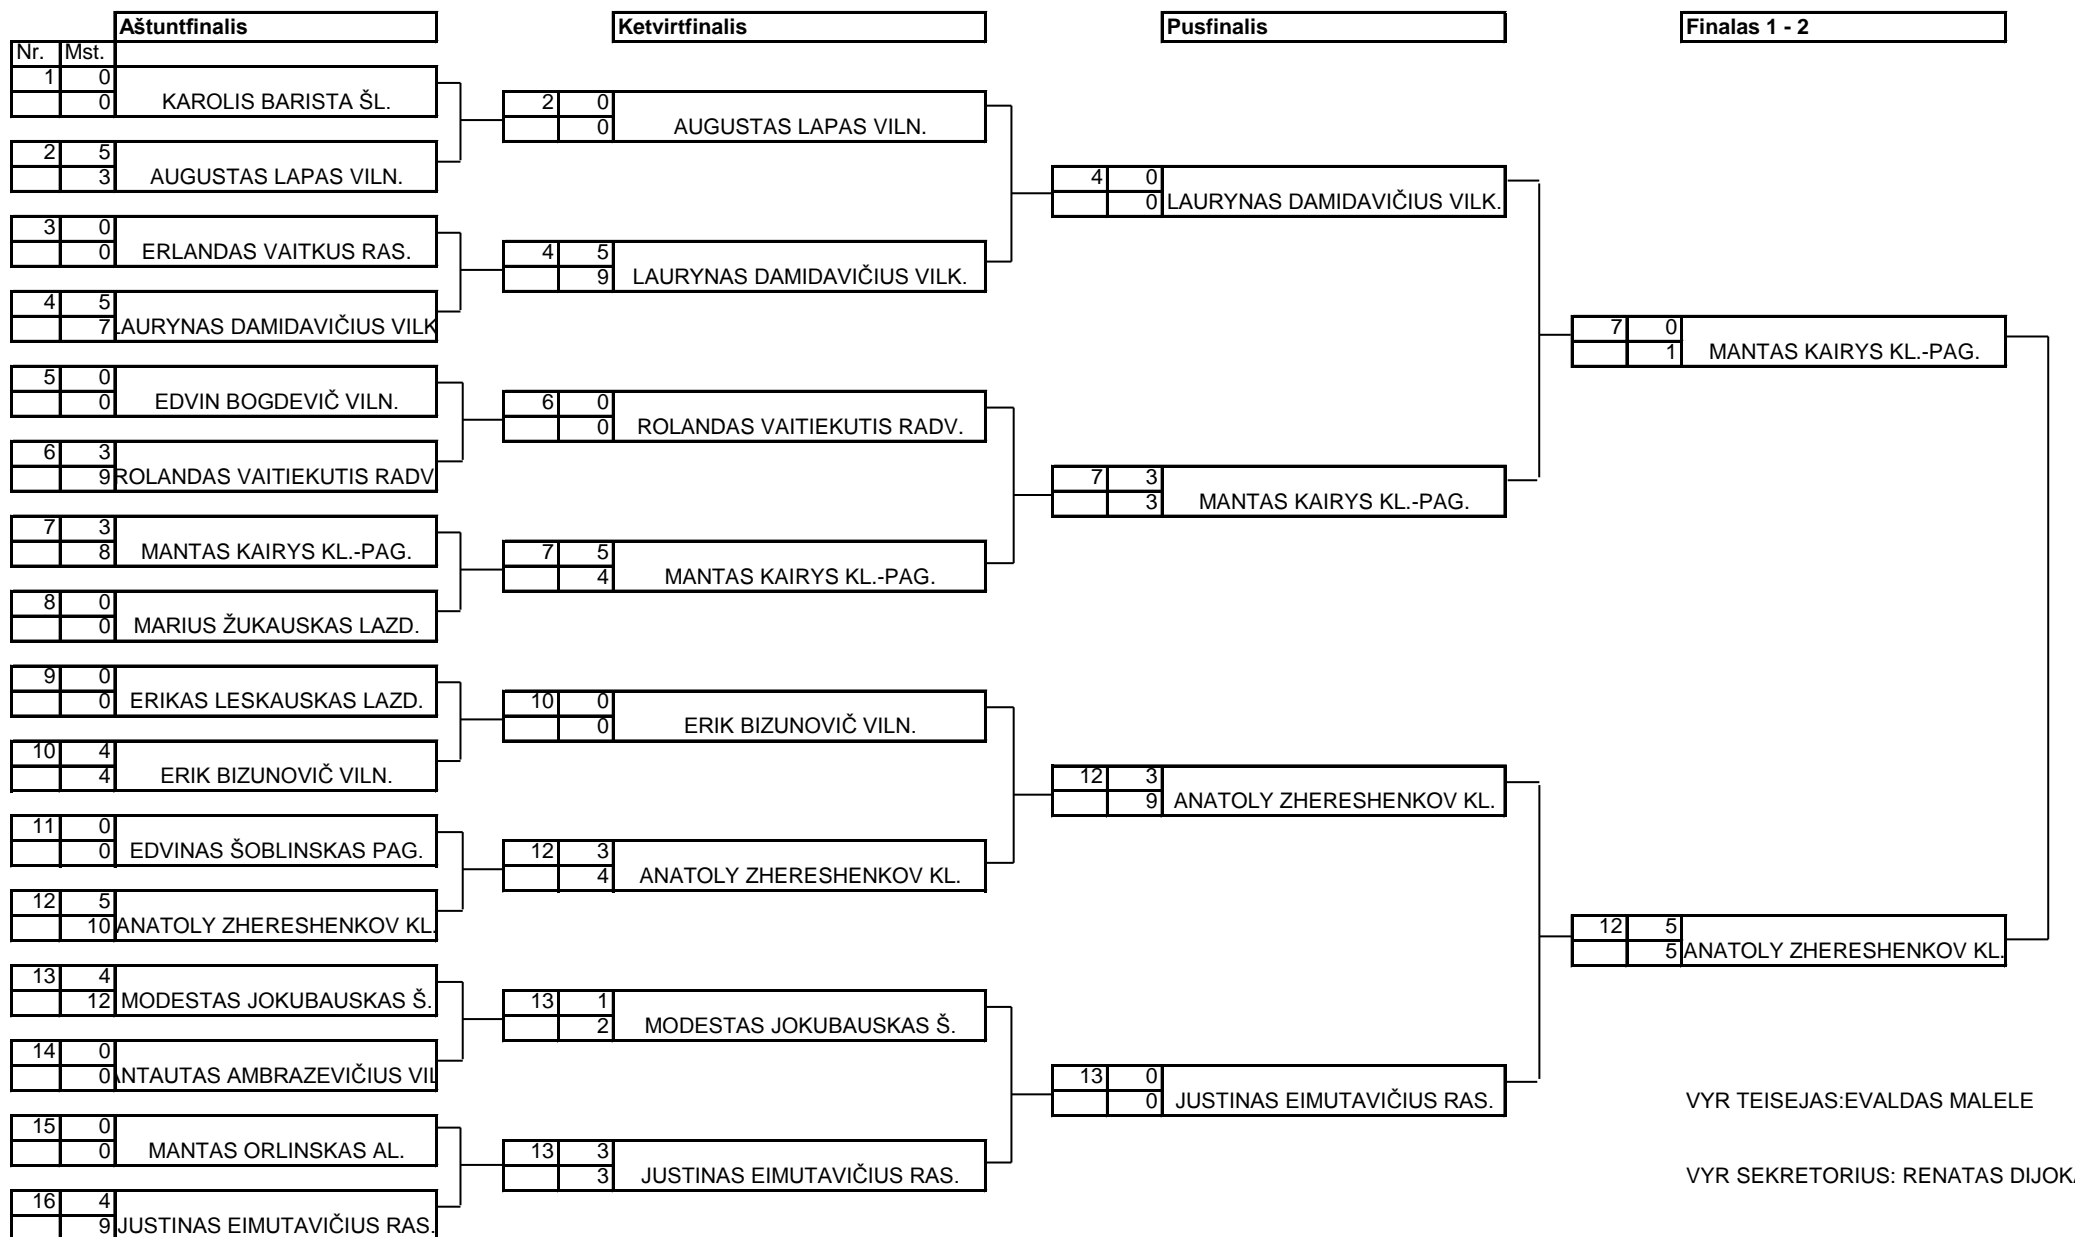 Aštuntfinalis
Ketvirtfinalis
Pusfinalis
Finalas 1 - 2
Nr. Mst.
1 0
0 KAROLIS BARISTA ŠL.
2 5
3 AUGUSTAS LAPAS VILN.
3 0
0 ERLANDAS VAITKUS RAS.
4 5
7 LAURYNAS DAMIDAVIČIUS VILK
5 0
0 EDVIN BOGDEVIČ VILN.
6 3
9 ROLANDAS VAITIEKUTIS RADV
7 3
8 MANTAS KAIRYS KL.-PAG.
8 0
0 MARIUS ŽUKAUSKAS LAZD.
9 0
0 ERIKAS LESKAUSKAS LAZD.
10 4
4 ERIK BIZUNOVIČ VILN.
11 0
0 EDVINAS ŠOBLINSKAS PAG.
12 5
10 ANATOLY ZHERESHENKOV KL.
13 4
12 MODESTAS JOKUBAUSKAS Š.
14 0
0 NTAUTAS AMBRAZEVIČIUS VIL
15 0
0 MANTAS ORLINSKAS AL.
16 4
9 JUSTINAS EIMUTAVIČIUS RAS.
2 0
0 AUGUSTAS LAPAS VILN.
4 5
9 LAURYNAS DAMIDAVIČIUS VILK.
6 0
0 ROLANDAS VAITIEKUTIS RADV.
7 5
4 MANTAS KAIRYS KL.-PAG.
10 0
0 ERIK BIZUNOVIČ VILN.
12 3
4 ANATOLY ZHERESHENKOV KL.
13 1
2 MODESTAS JOKUBAUSKAS Š.
13 3
3 JUSTINAS EIMUTAVIČIUS RAS.
4 0
0 LAURYNAS DAMIDAVIČIUS VILK.
7 3
3 MANTAS KAIRYS KL.-PAG.
12 3
9 ANATOLY ZHERESHENKOV KL.
13 0
0 JUSTINAS EIMUTAVIČIUS RAS.
7 0
1 MANTAS KAIRYS KL.-PAG.
12 5
5 ANATOLY ZHERESHENKOV KL.
VYR TEISEJAS:EVALDAS MALELE
VYR SEKRETORIUS: RENATAS DIJOKA